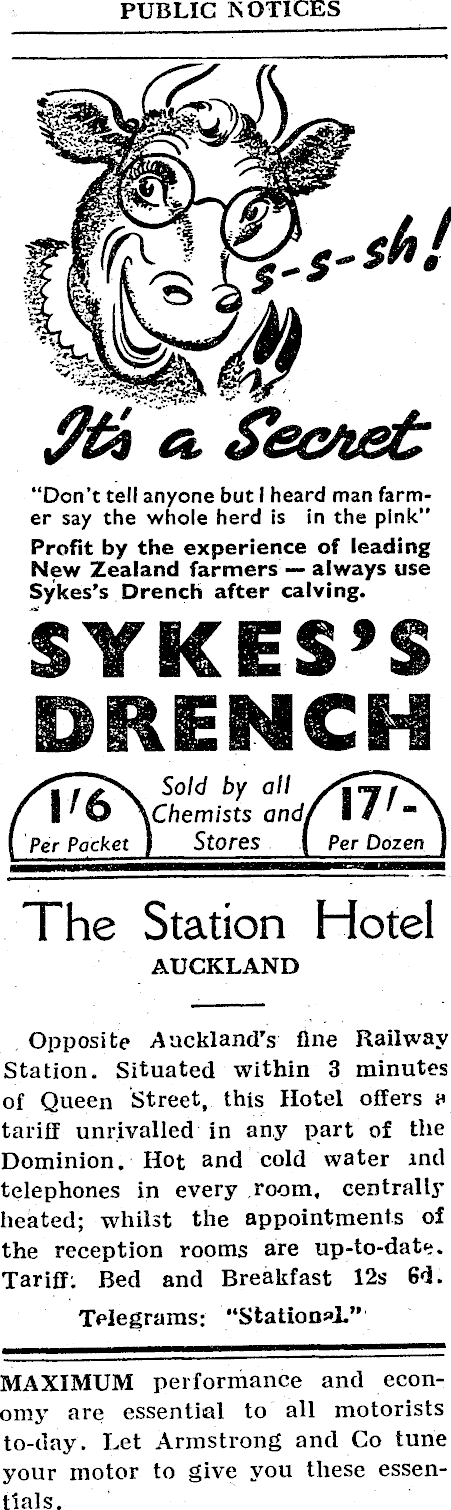 PUBLIC NOTICES
s-s-sh!
It's a Secret
"Don't tell anyone but I heard man farm-
er say the whole herd is in the pink"
Profit by the experience of leading
New Zealand farmers — always use
Sykes's Drench after calving.
SYKES'S
DRENCH
1/6
Per Packet
Sold by all
Chemists and
Stores
17/-
Per Dozen
The Station Hotel
AUCKLAND
Opposite Auckland's fine Railway
Station. Situated within 3 minutes
of Queen Street, this Hotel offers a
tariff unrivalled in any part of the
Dominion. Hot and cold water and
telephones in every room, centrally
heated; whilst the appointments of
the reception rooms are up-to-date.
Tariff: Bed and Breakfast 12s 6d.
Telegrams: "Stational."
MAXIMUM performance and econ-
omy are essential to all motorists
to-day. Let Armstrong and Co tune
your motor to give you these essen-
tials.